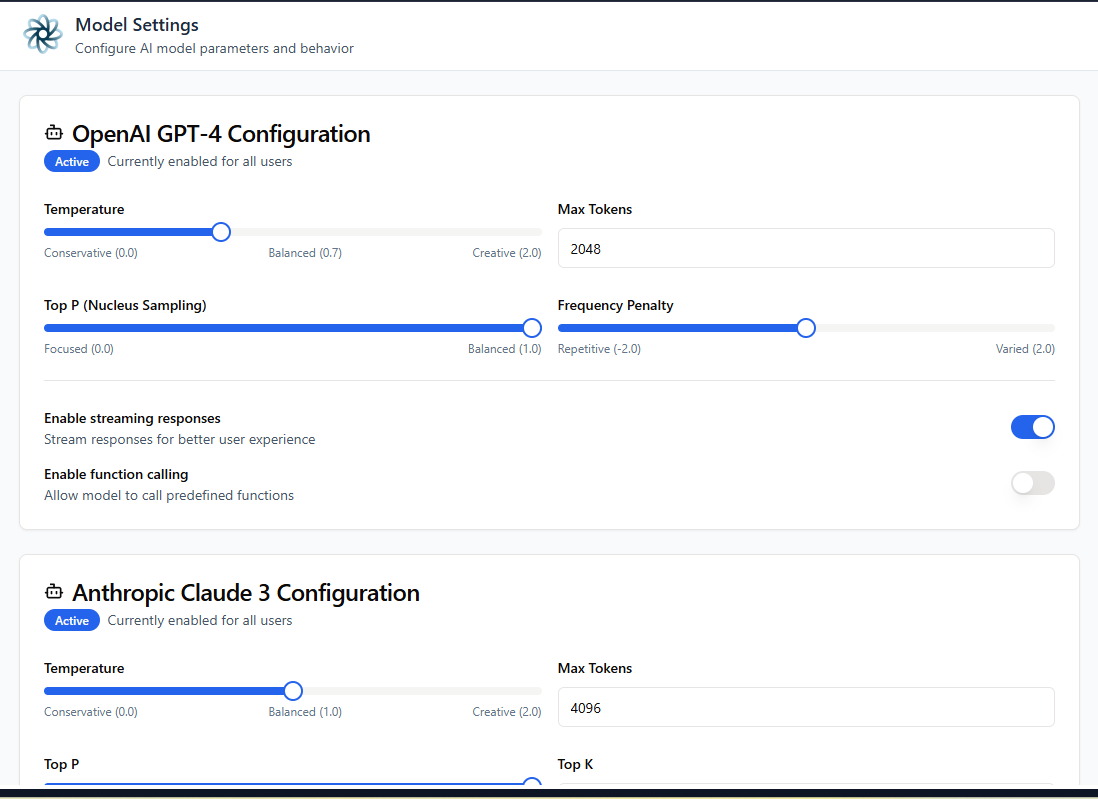 Model Settings
Configure AI model parameters and behavior
OpenAI GPT-4 Configuration
Active Currently enabled for all users
Temperature
Conservative (0.0) Balanced (0.7) Creative (2.0)
Max Tokens
2048
Top P (Nucleus Sampling)
Focused (0.0) Balanced (1.0)
Frequency Penalty
Repetitive (-2.0) Varied (2.0)
Enable streaming responses
Stream responses for better user experience
Enable function calling
Allow model to call predefined functions
Anthropic Claude 3 Configuration
Active Currently enabled for all users
Temperature
Conservative (0.0) Balanced (1.0) Creative (2.0)
Max Tokens
4096
Top P
Top K